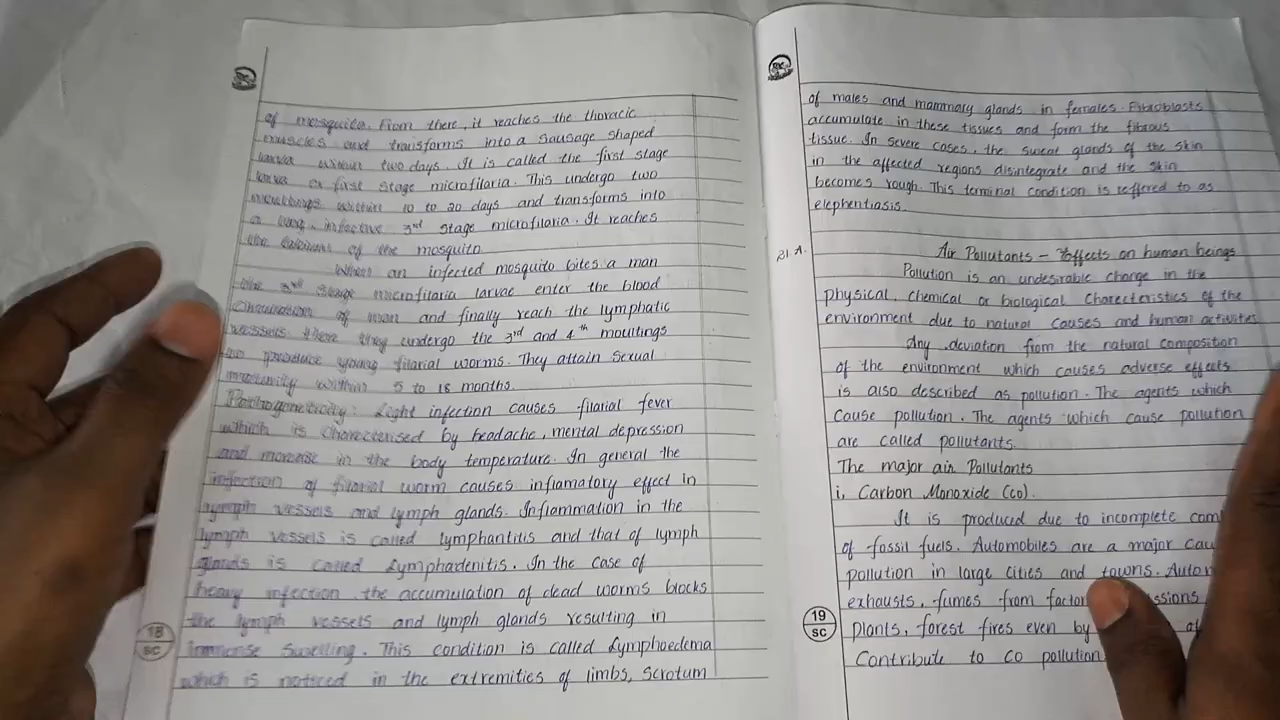 of mosquito. From there, it reaches the thoracic
muscles and transforms into a sausage shaped
larva within two days. It is called the first stage
larva or first stage microfilaria. This undergo two
within 10 to 20 days and transforms into
a long, infective 3rd stage microfilaria. It reaches
the labium of the mosquito
When an infected mosquito bites a man
the 3rd stage microfilaria larvae enter the blood
of man and finally reach the lymphatic
vessels there they undergo the 3rd and 4th moultings
to produce young filarial worms. They attain sexual
maturity within 5 to 18 months.
Pathogenicity: Light infection causes filarial fever
which is characterised by headache, mental depression
and increase in the body temperature. In general the
infection of filarial worm causes inflamatory effect in
lymph vessels and lymph glands. Inflammation in the
lymph vessels is called lymphantitis and that of lymph
glands is called Lymphadenitis. In the case of
heavy infection, the accumulation of dead worms blocks
the lymph vessels and lymph glands resulting in
immense swelling. This condition is called Lymphoedema
which is noticed in the extremities of limbs, scrotum
18
SC
of males and mammary glands in females. Fibroblasts
accumulate in these tissues and form the fibrous
tissue. In severe cases, the sweat glands of the skin
in the affected regions disintegrate and the skin
becomes rough. This terminal condition is reffered to as
elephentiasis.
21 A.
Air Pollutants - Effects on human beings
Pollution is an undesirable change in the
physical, chemical or biological characteristics of the
environment due to natural causes and human activites
Any deviation from the natural composition
of the environment which causes adverse effects
is also described as pollution. The agents which
cause pollution. The agents which cause pollution
are called pollutants.
The major air Pollutants
i, Carbon Monoxide (CO).
It is produced due to incomplete com
of fossil fuels. Automobiles are a major cau
pollution in large cities and towns. Auto
exhausts, fumes from factor ssions
plants, forest fires even by of
Contribute to CO pollution
19
SC